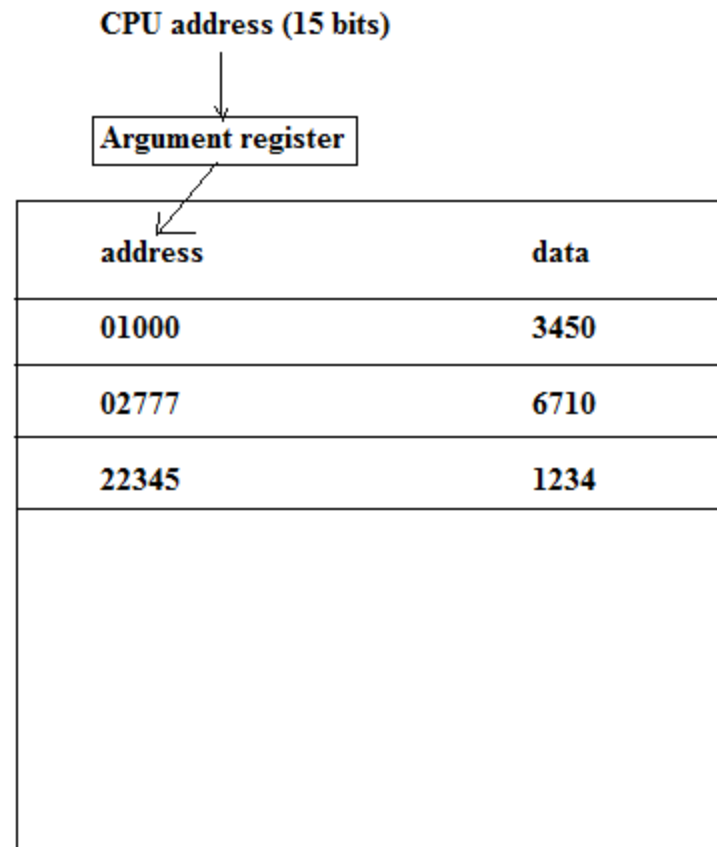 CPU address (15 bits)
Argument register
address data
01000 3450
02777 6710
22345 1234